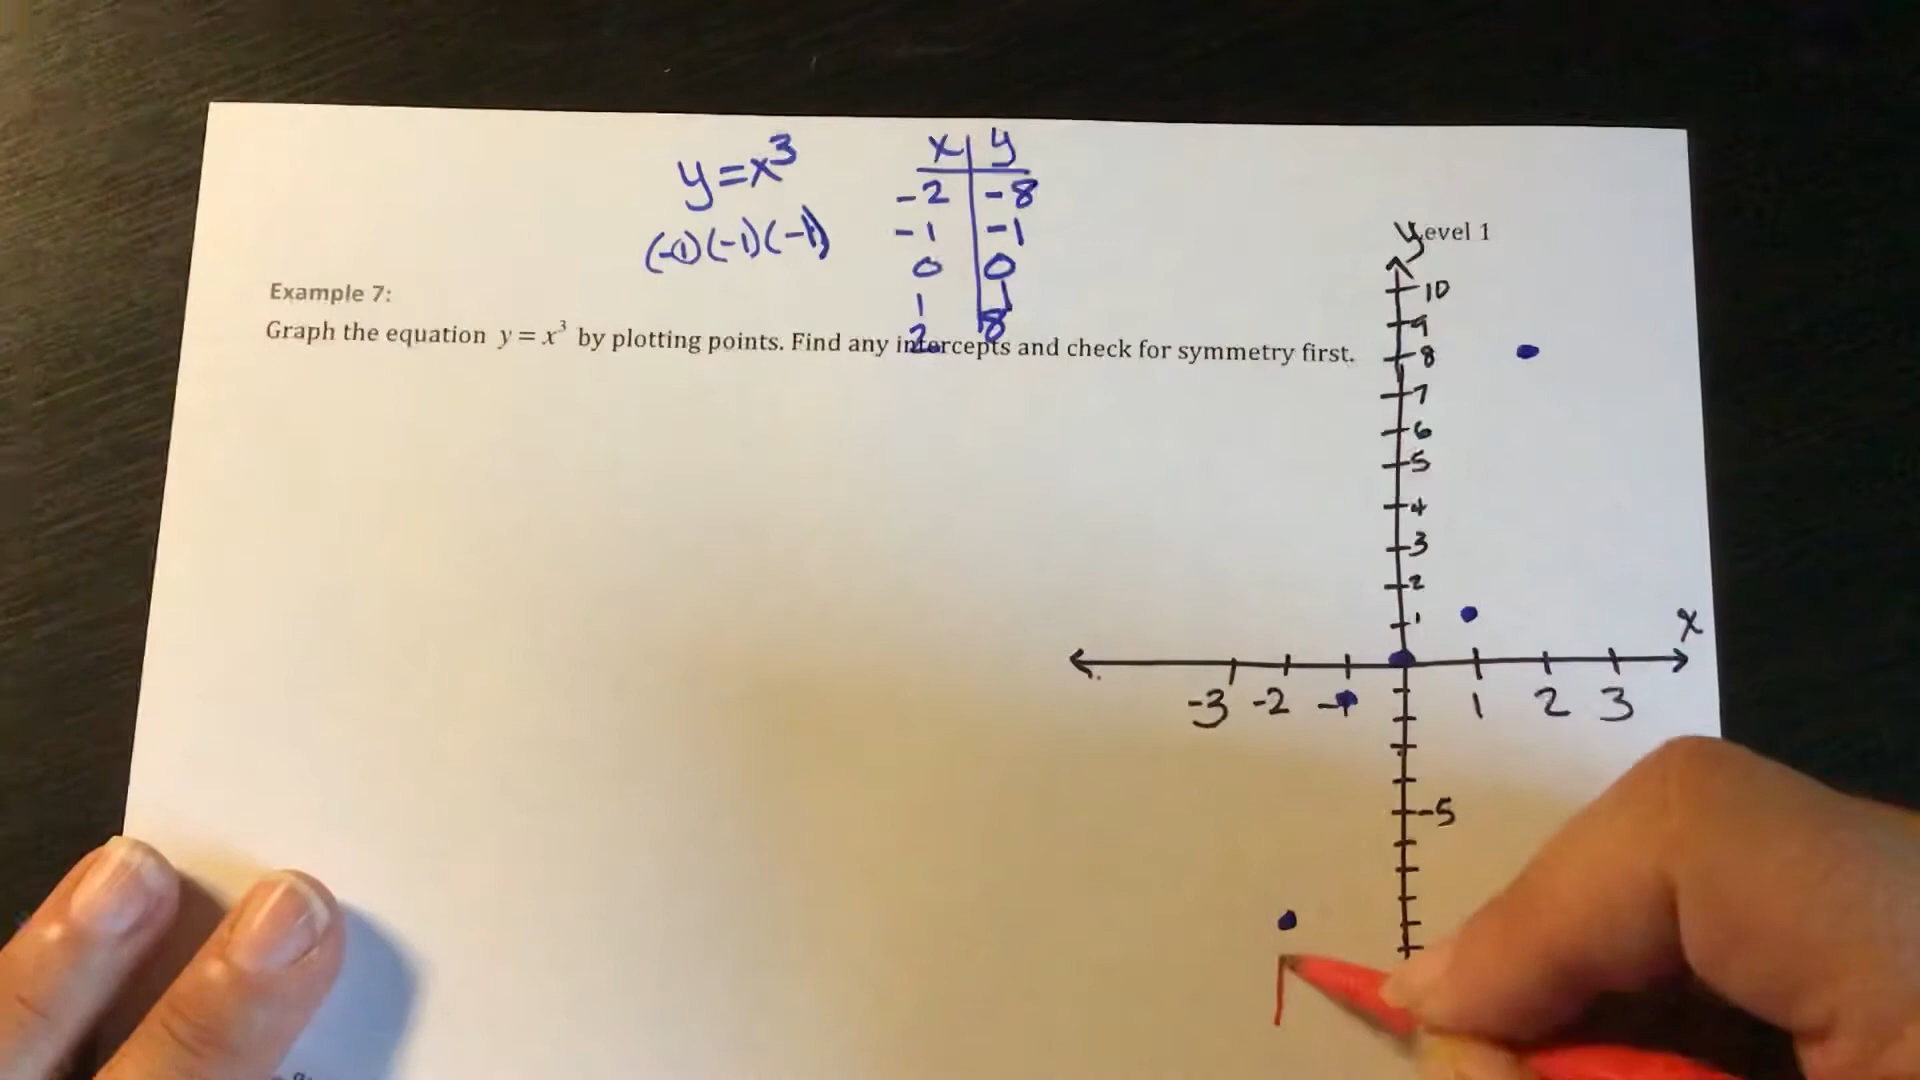 y=x³
(-1)(-1)(-1)
x y
-2 -8
-1 -1
0 0
1 1
2 8
Example 7:
Graph the equation y = x³ by plotting points. Find any intercepts and check for symmetry first.
y evel 1
10
9
8
7
6
5
4
3
2
1
x
-3 -2 -1 1 2 3
-5